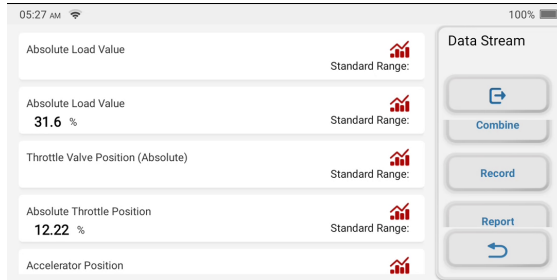 05:27 AM
100%
Data Stream
Absolute Load Value
Standard Range:
Absolute Load Value
31.6 %
Standard Range:
Throttle Valve Position (Absolute)
Standard Range:
Absolute Throttle Position
12.22 %
Standard Range:
Accelerator Position
Combine
Record
Report